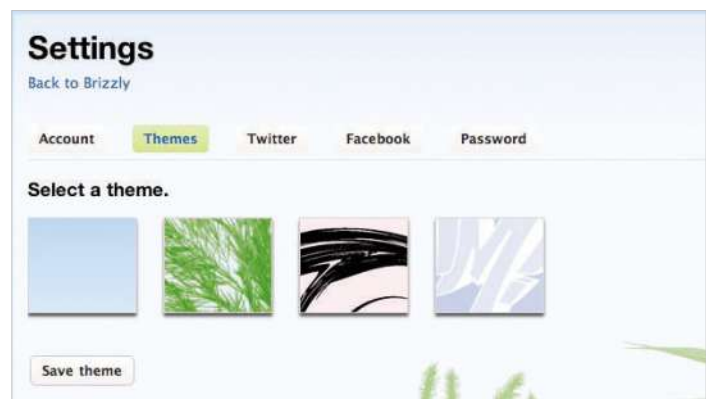 Settings
Back to Brizzly
Account Themes Twitter Facebook Password
Select a theme.
Save theme